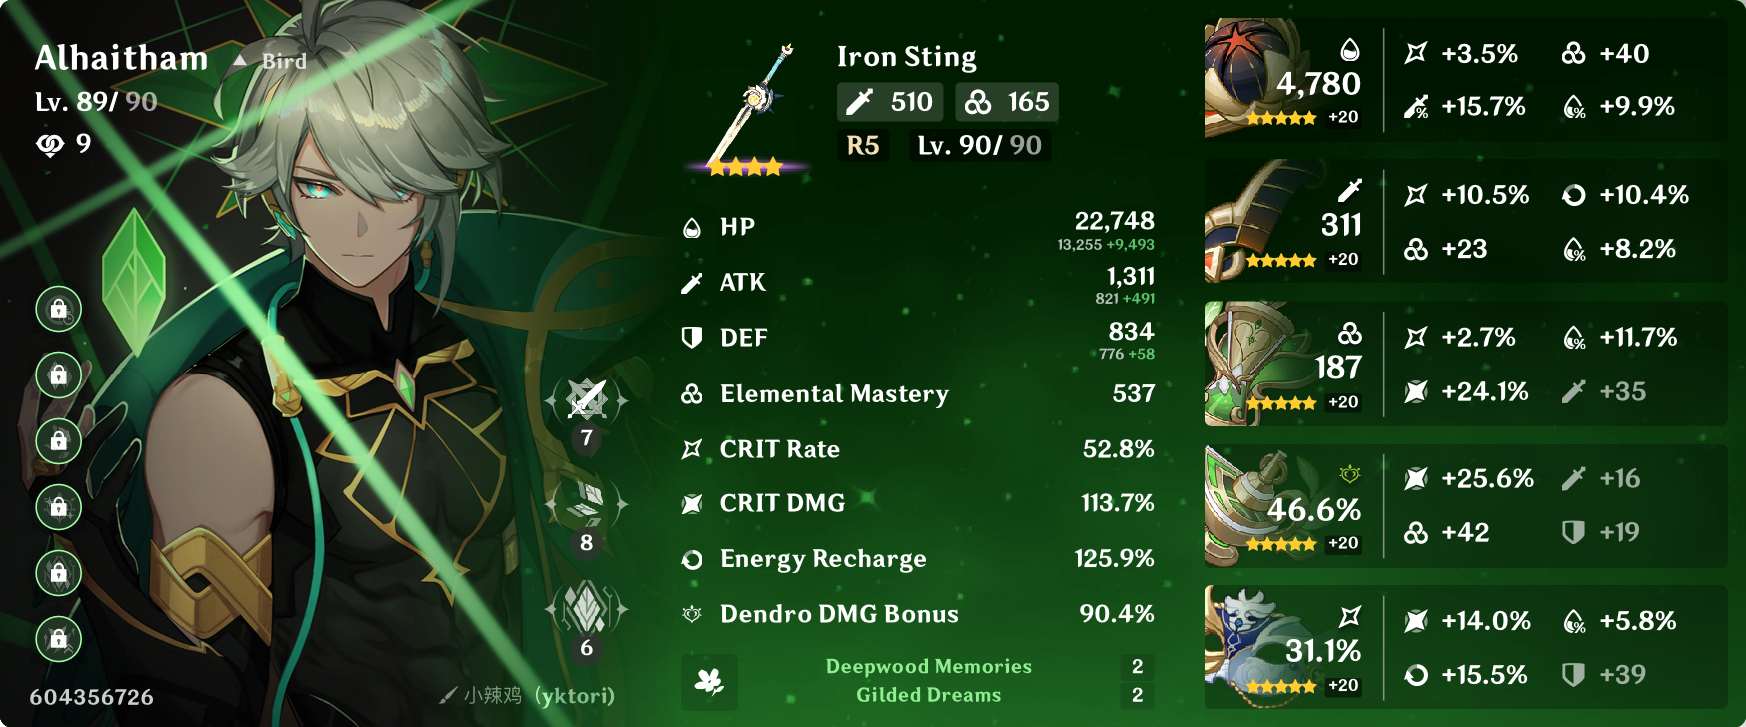 Alhaitham ▲ Bird
Lv. 89/ 90
9
7
8
6
604356726
小辣鸡 (yktori)
Iron Sting
510 165
R5 Lv. 90/ 90
HP 22,748
13,255 +9,493
ATK 1,311
821 +491
DEF 834
776 +58
Elemental Mastery 537
CRIT Rate 52.8%
CRIT DMG 113.7%
Energy Recharge 125.9%
Dendro DMG Bonus 90.4%
Deepwood Memories 2
Gilded Dreams 2
4,780
+20
+3.5% +40
+15.7% +9.9%
311
+20
+10.5% +10.4%
+23 +8.2%
187
+20
+2.7% +11.7%
+24.1% +35
46.6%
+20
+25.6% +16
+42 +19
31.1%
+20
+14.0% +5.8%
+15.5% +39